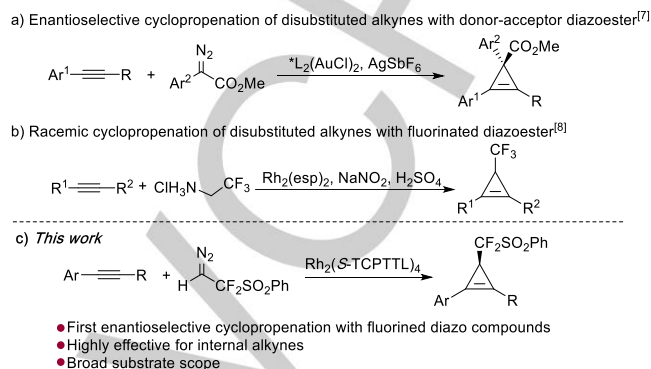 a) Enantioselective cyclopropenation of disubstituted alkynes with donor-acceptor diazoester[7]
Ar1 R + N2 Ar2 CO2Me *L2(AuCl)2, AgSbF6 Ar2 CO2Me Ar1 R
b) Racemic cyclopropenation of disubstituted alkynes with fluorinated diazoester[8]
R1 R2 + ClH3N CF3 Rh2(esp)2, NaNO2, H2SO4 CF3 R1 R2
c) This work
Ar R + N2 H CF2SO2Ph Rh2(S-TCPTTL)4 CF2SO2Ph Ar R
●First enantioselective cyclopropenation with fluorined diazo compounds
●Highly effective for internal alkynes
●Broad substrate scope